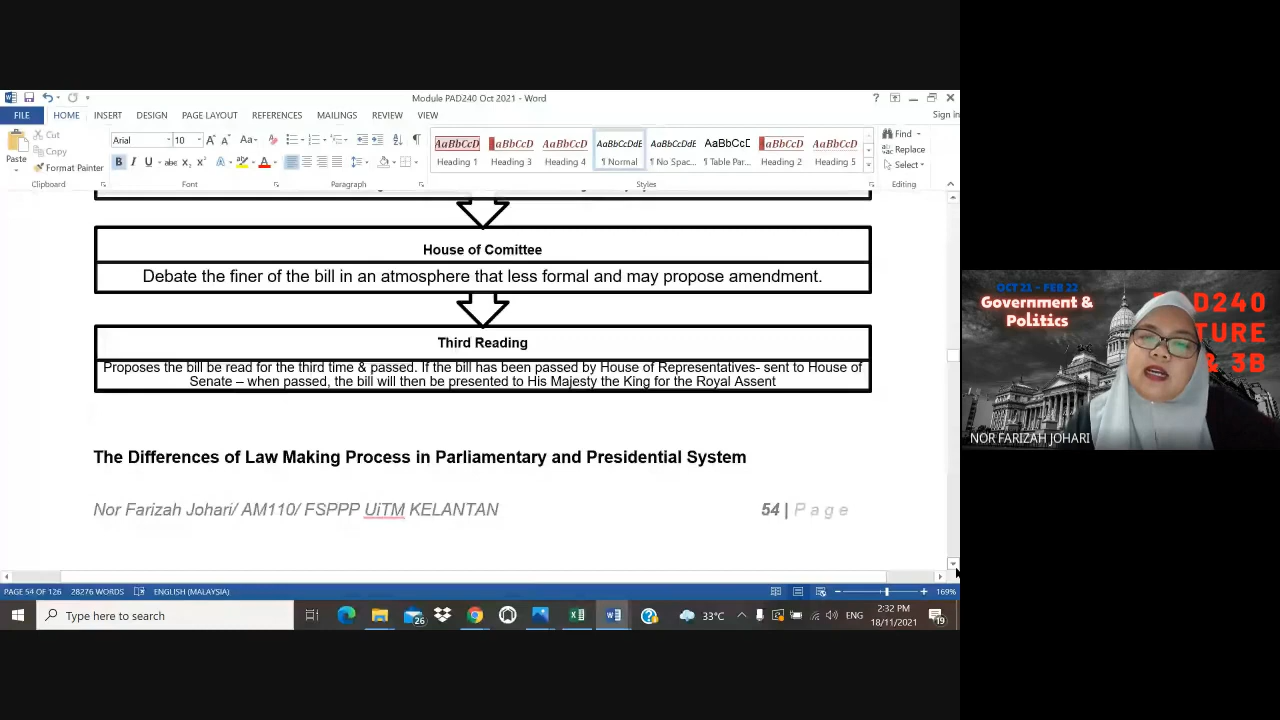 Module PAD240 Oct 2021 - Word
Sign in
FILE HOME INSERT DESIGN PAGE LAYOUT REFERENCES MAILINGS REVIEW VIEW
Cut
Copy
Format Painter
Paste
Clipboard
Arial 10
Font
Paragraph
AaBbCcD AaBbCcD AaBbCcD AaBbCcDdE AaBbCcDdE AaBbCc AaBbCcD AaBbCcD
Heading 1 Heading 3 Heading 4 ¶ Normal ¶ No Spac... ¶ Table Par... Heading 2 Heading 5
Styles
Find
Replace
Select
Editing
House of Comittee
Debate the finer of the bill in an atmosphere that less formal and may propose amendment.
Third Reading
Proposes the bill be read for the third time & passed. If the bill has been passed by House of Representatives- sent to House of
Senate – when passed, the bill will then be presented to His Majesty the King for the Royal Assent
The Differences of Law Making Process in Parliamentary and Presidential System
Nor Farizah Johari/ AM110/ FSPPP UiTM KELANTAN 54 | P a g e
PAGE 54 OF 126 28276 WORDS ENGLISH (MALAYSIA) 169%
Type here to search
26
33°C
ENG
2:32 PM
18/11/2021
19
OCT 21 - FEB 22
Government &
Politics
D240
TURE
3B
NOR FARIZAH JOHARI